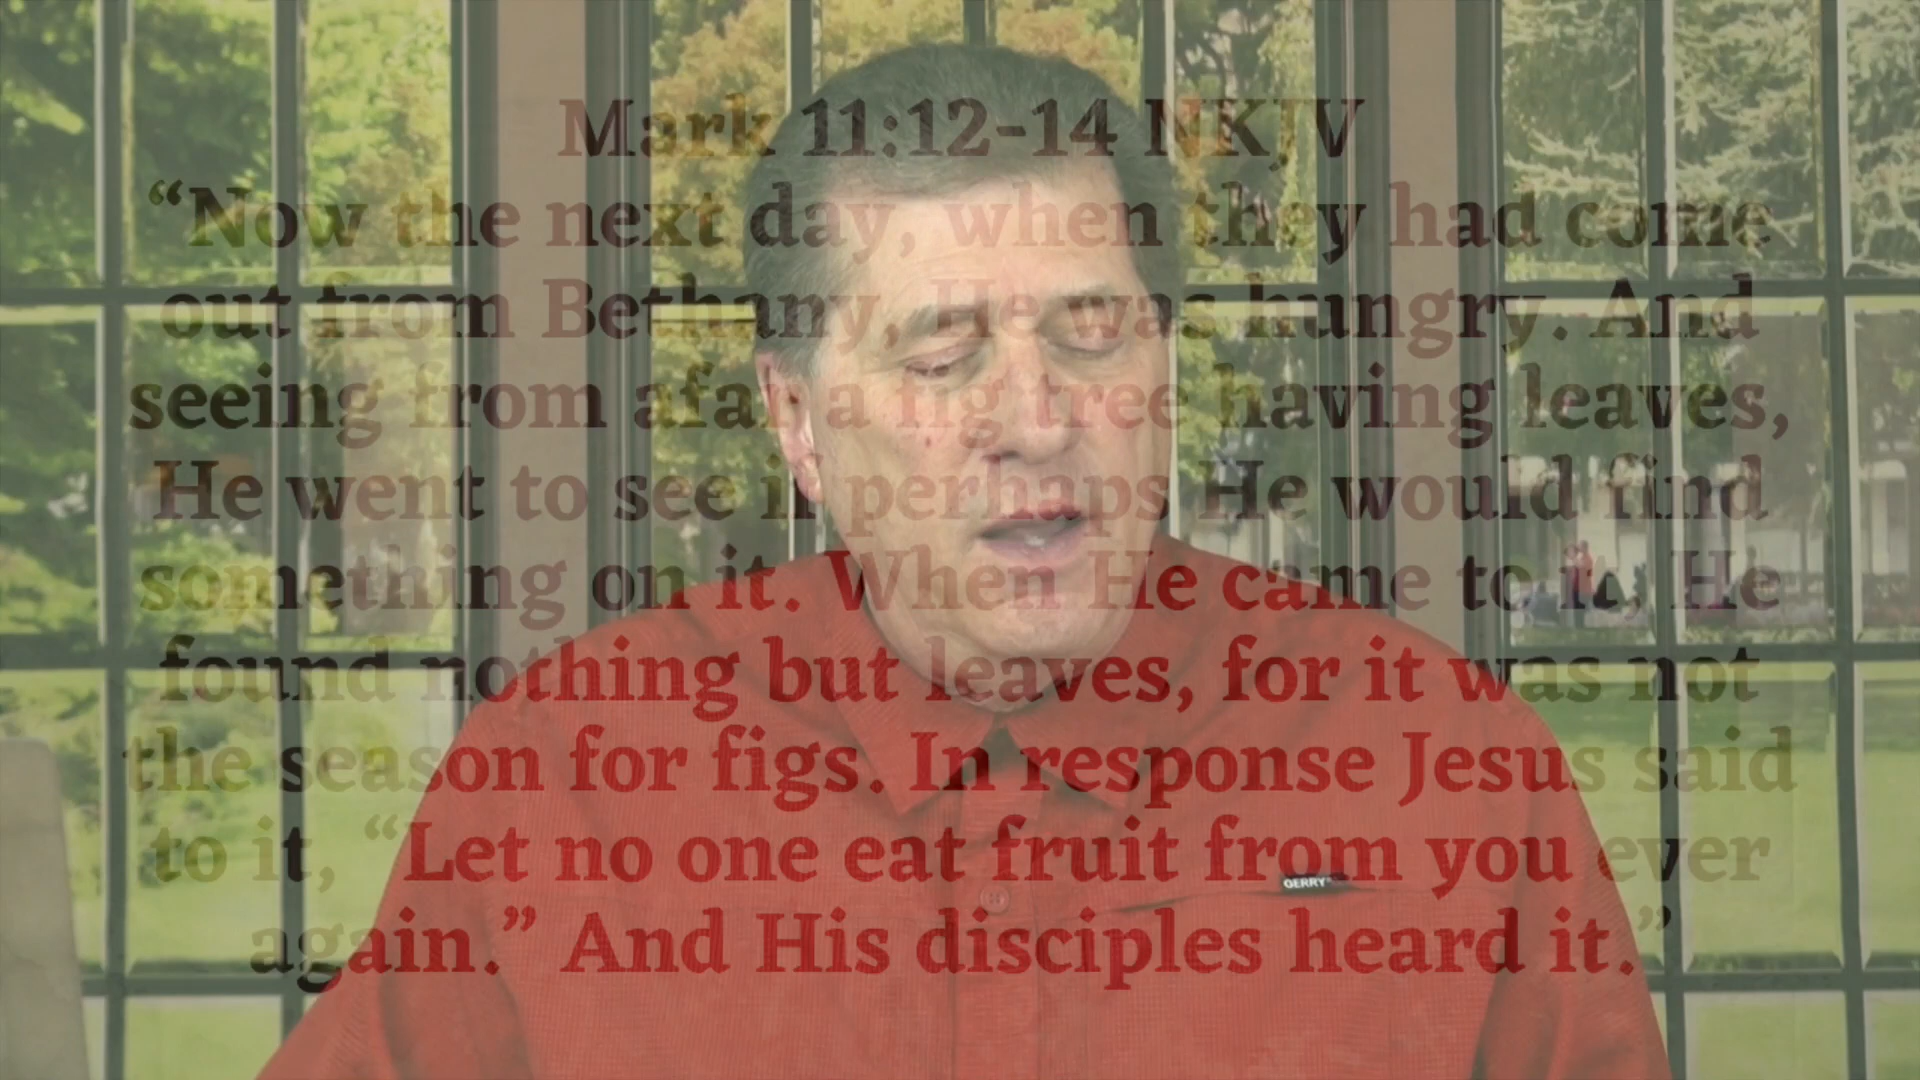 Mark 11:12-14 NKJV
“Now the next day, when they had come
out from Bethany, He was hungry. And
seeing from afar a fig tree having leaves,
He went to see if perhaps He would find
something on it. When He came to it, He
found nothing but leaves, for it was not
the season for figs. In response Jesus said
to it, “Let no one eat fruit from you ever
again.” And His disciples heard it.”
GERRY